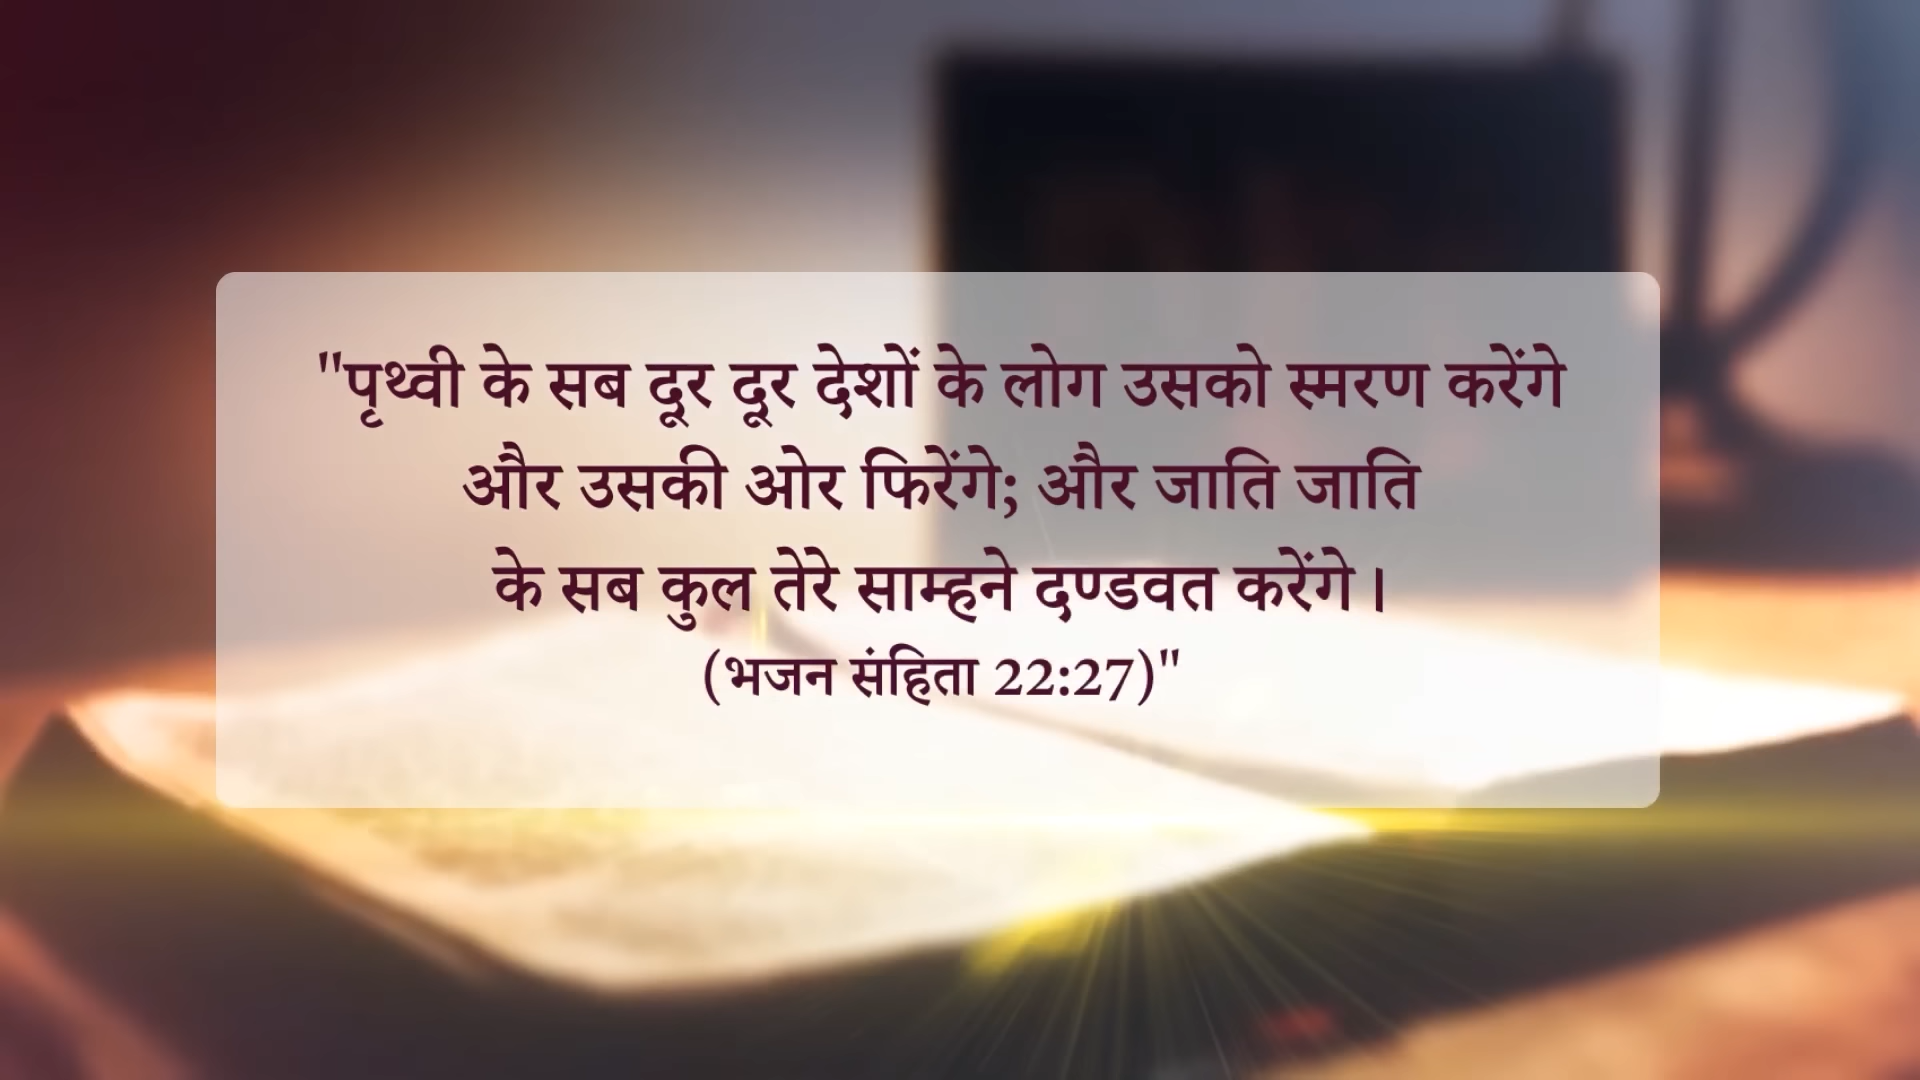 "पृथ्वी के सब दूर दूर देशों के लोग उसको स्मरण करेंगे
और उसकी ओर फिरेंगे; और जाति जाति
के सब कुल तेरे साम्हने दण्डवत करेंगे।
(भजन संहिता 22:27)"